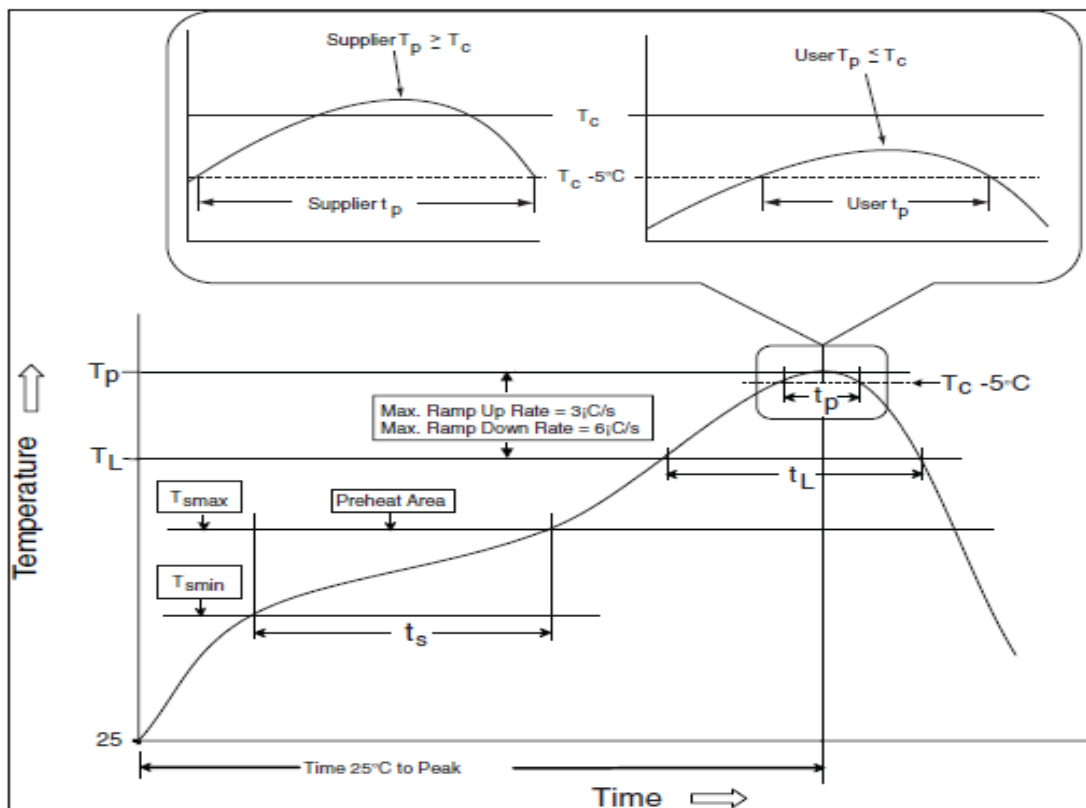 Supplier Tp ≥ Tc
User Tp ≤ Tc
Tc
Tc -5°C
Supplier tp
User tp
Tp
Tc -5°C
tp
Max. Ramp Up Rate = 3¡C/s
Max. Ramp Down Rate = 6¡C/s
TL
tL
Tsmax
Preheat Area
Tsmin
ts
Temperature
25
Time 25°C to Peak
Time